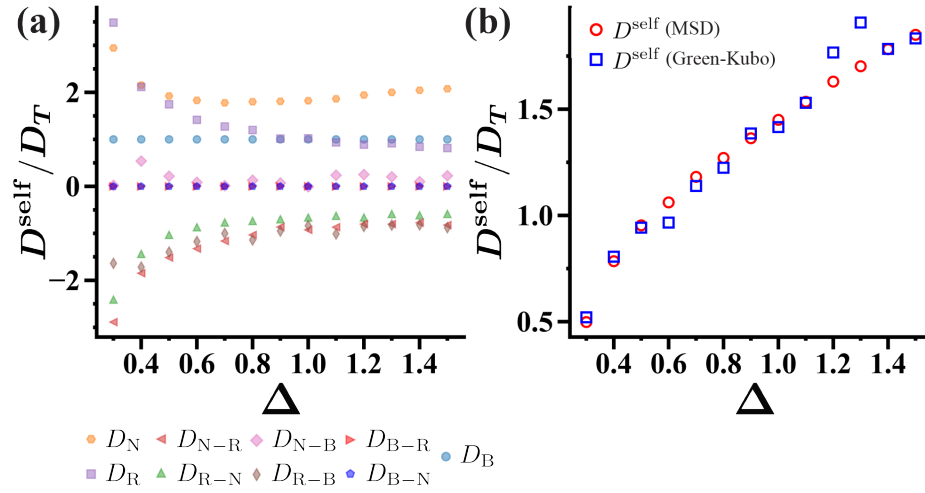 (a)
D^self/D_T
2
0
−2
0.4 0.6 0.8 1.0 1.2 1.4
Δ
(b)
D^self (MSD)
D^self (Green-Kubo)
D^self/D_T
1.5
1.0
0.5
0.4 0.6 0.8 1.0 1.2 1.4
Δ
D_N D_N−R D_N−B D_B−R D_B
D_R D_R−N D_R−B D_B−N